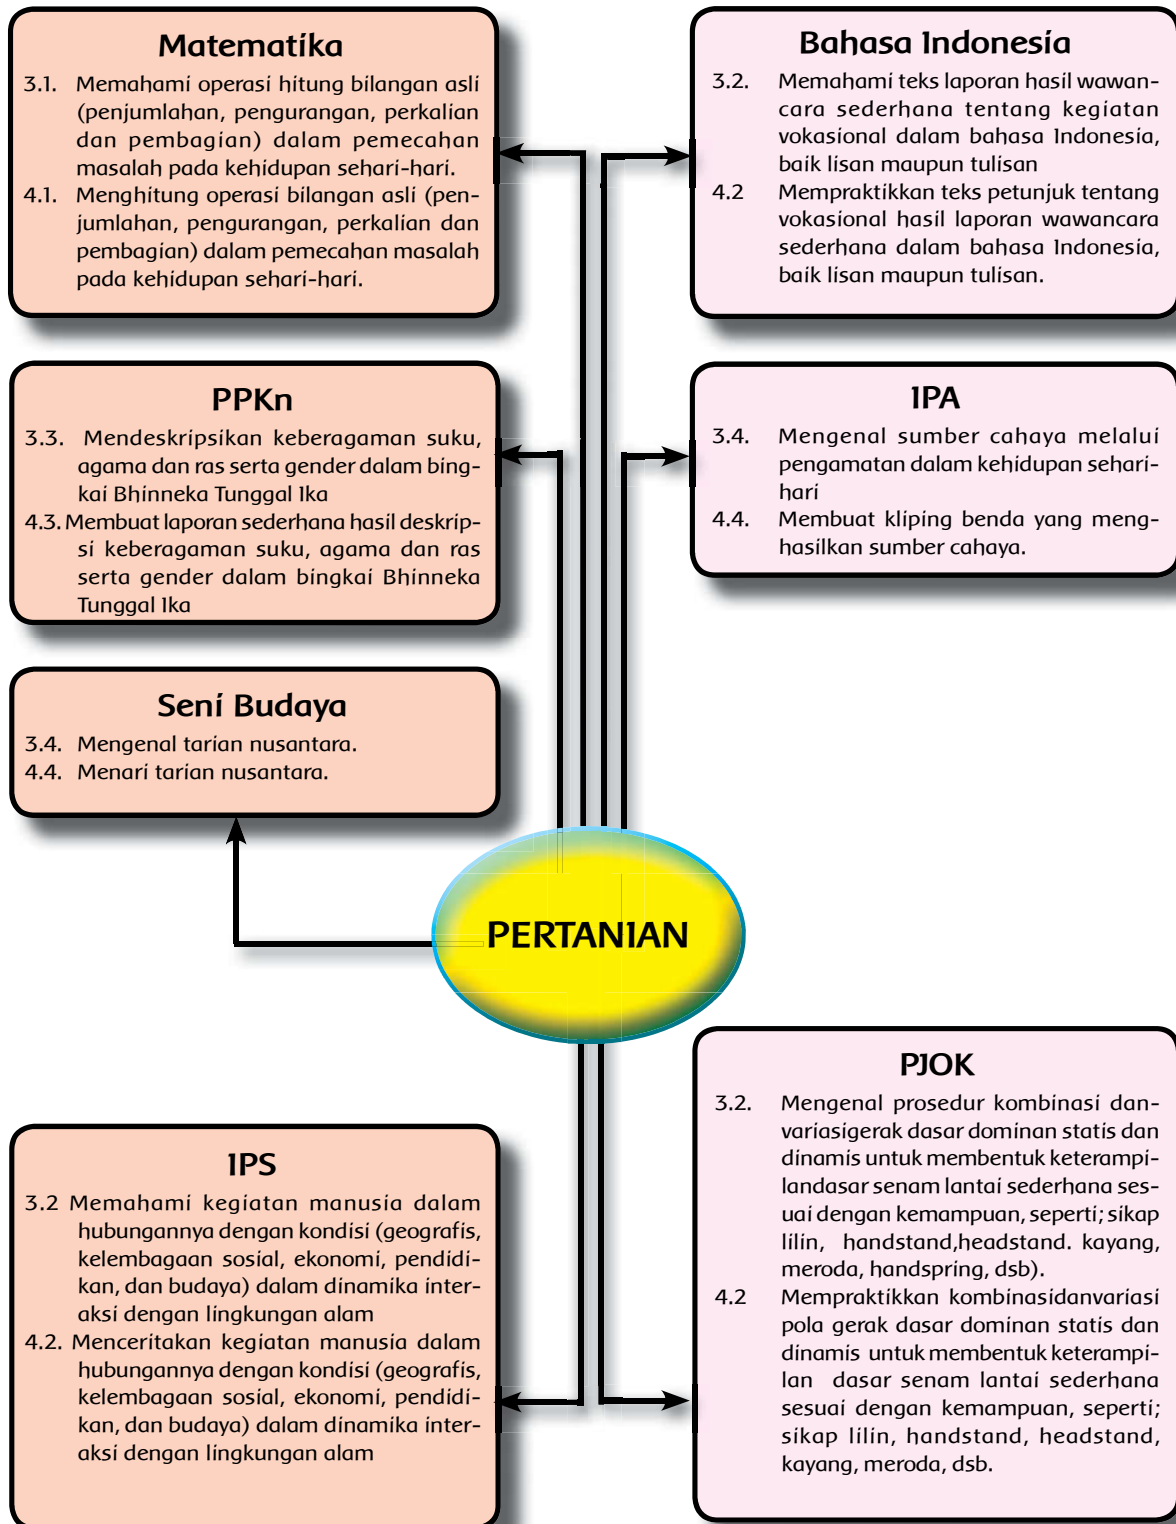 Matematika
3.1. Memahami operasi hitung bilangan asli
(penjumlahan, pengurangan, perkalian
dan pembagian) dalam pemecahan
masalah pada kehidupan sehari-hari.
4.1. Menghitung operasi bilangan asli (pen-
jumlahan, pengurangan, perkalian dan
pembagian) dalam pemecahan masalah
pada kehidupan sehari-hari.
Bahasa Indonesia
3.2. Memahami teks laporan hasil wawan-
cara sederhana tentang kegiatan
vokasional dalam bahasa Indonesia,
baik lisan maupun tulisan
4.2 Mempraktikkan teks petunjuk tentang
vokasional hasil laporan wawancara
sederhana dalam bahasa Indonesia,
baik lisan maupun tulisan.
PPKn
3.3. Mendeskripsikan keberagaman suku,
agama dan ras serta gender dalam bing-
kai Bhinneka Tunggal Ika
4.3. Membuat laporan sederhana hasil deskrip-
si keberagaman suku, agama dan ras
serta gender dalam bingkai Bhinneka
Tunggal Ika
IPA
3.4. Mengenal sumber cahaya melalui
pengamatan dalam kehidupan sehari-
hari
4.4. Membuat kliping benda yang meng-
hasilkan sumber cahaya.
Seni Budaya
3.4. Mengenal tarian nusantara.
4.4. Menari tarian nusantara.
PERTANIAN
IPS
3.2 Memahami kegiatan manusia dalam
hubungannya dengan kondisi (geografis,
kelembagaan sosial, ekonomi, pendidi-
kan, dan budaya) dalam dinamika inter-
aksi dengan lingkungan alam
4.2. Menceritakan kegiatan manusia dalam
hubungannya dengan kondisi (geografis,
kelembagaan sosial, ekonomi, pendidi-
kan, dan budaya) dalam dinamika inter-
aksi dengan lingkungan alam
PJOK
3.2. Mengenal prosedur kombinasi dan-
variasigerak dasar dominan statis dan
dinamis untuk membentuk keterampi-
landasar senam lantai sederhana ses-
uai dengan kemampuan, seperti; sikap
lilin, handstand,headstand. kayang,
meroda, handspring, dsb).
4.2 Mempraktikkan kombinasidanvariasi
pola gerak dasar dominan statis dan
dinamis untuk membentuk keterampi-
lan dasar senam lantai sederhana
sesuai dengan kemampuan, seperti;
sikap lilin, handstand, headstand,
kayang, meroda, dsb.